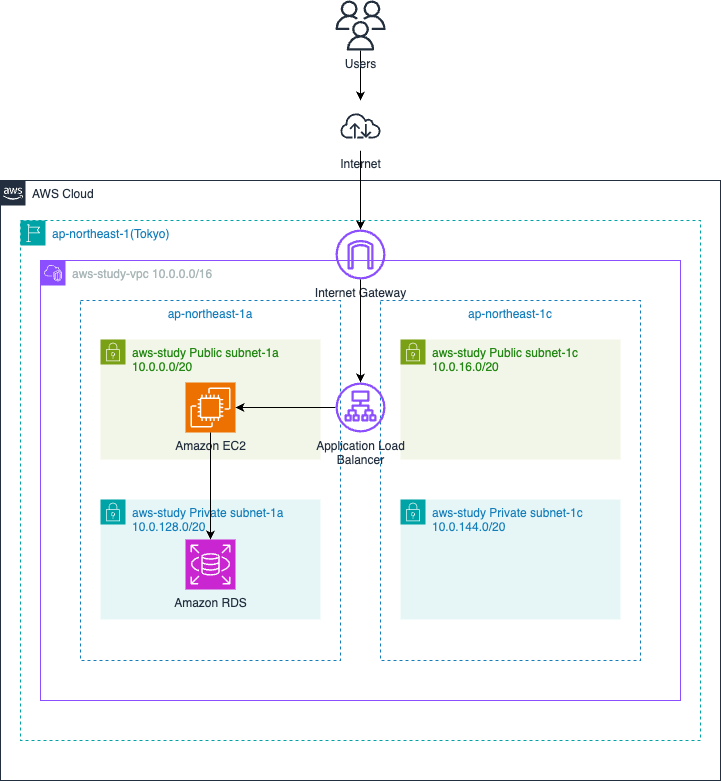 Users
Internet
aws
AWS Cloud
ap-northeast-1(Tokyo)
aws-study-vpc 10.0.0.0/16
Internet Gateway
ap-northeast-1a
ap-northeast-1c
aws-study Public subnet-1a
10.0.0.0/20
aws-study Public subnet-1c
10.0.16.0/20
Amazon EC2
Application Load
Balancer
aws-study Private subnet-1a
10.0.128.0/20
aws-study Private subnet-1c
10.0.144.0/20
Amazon RDS